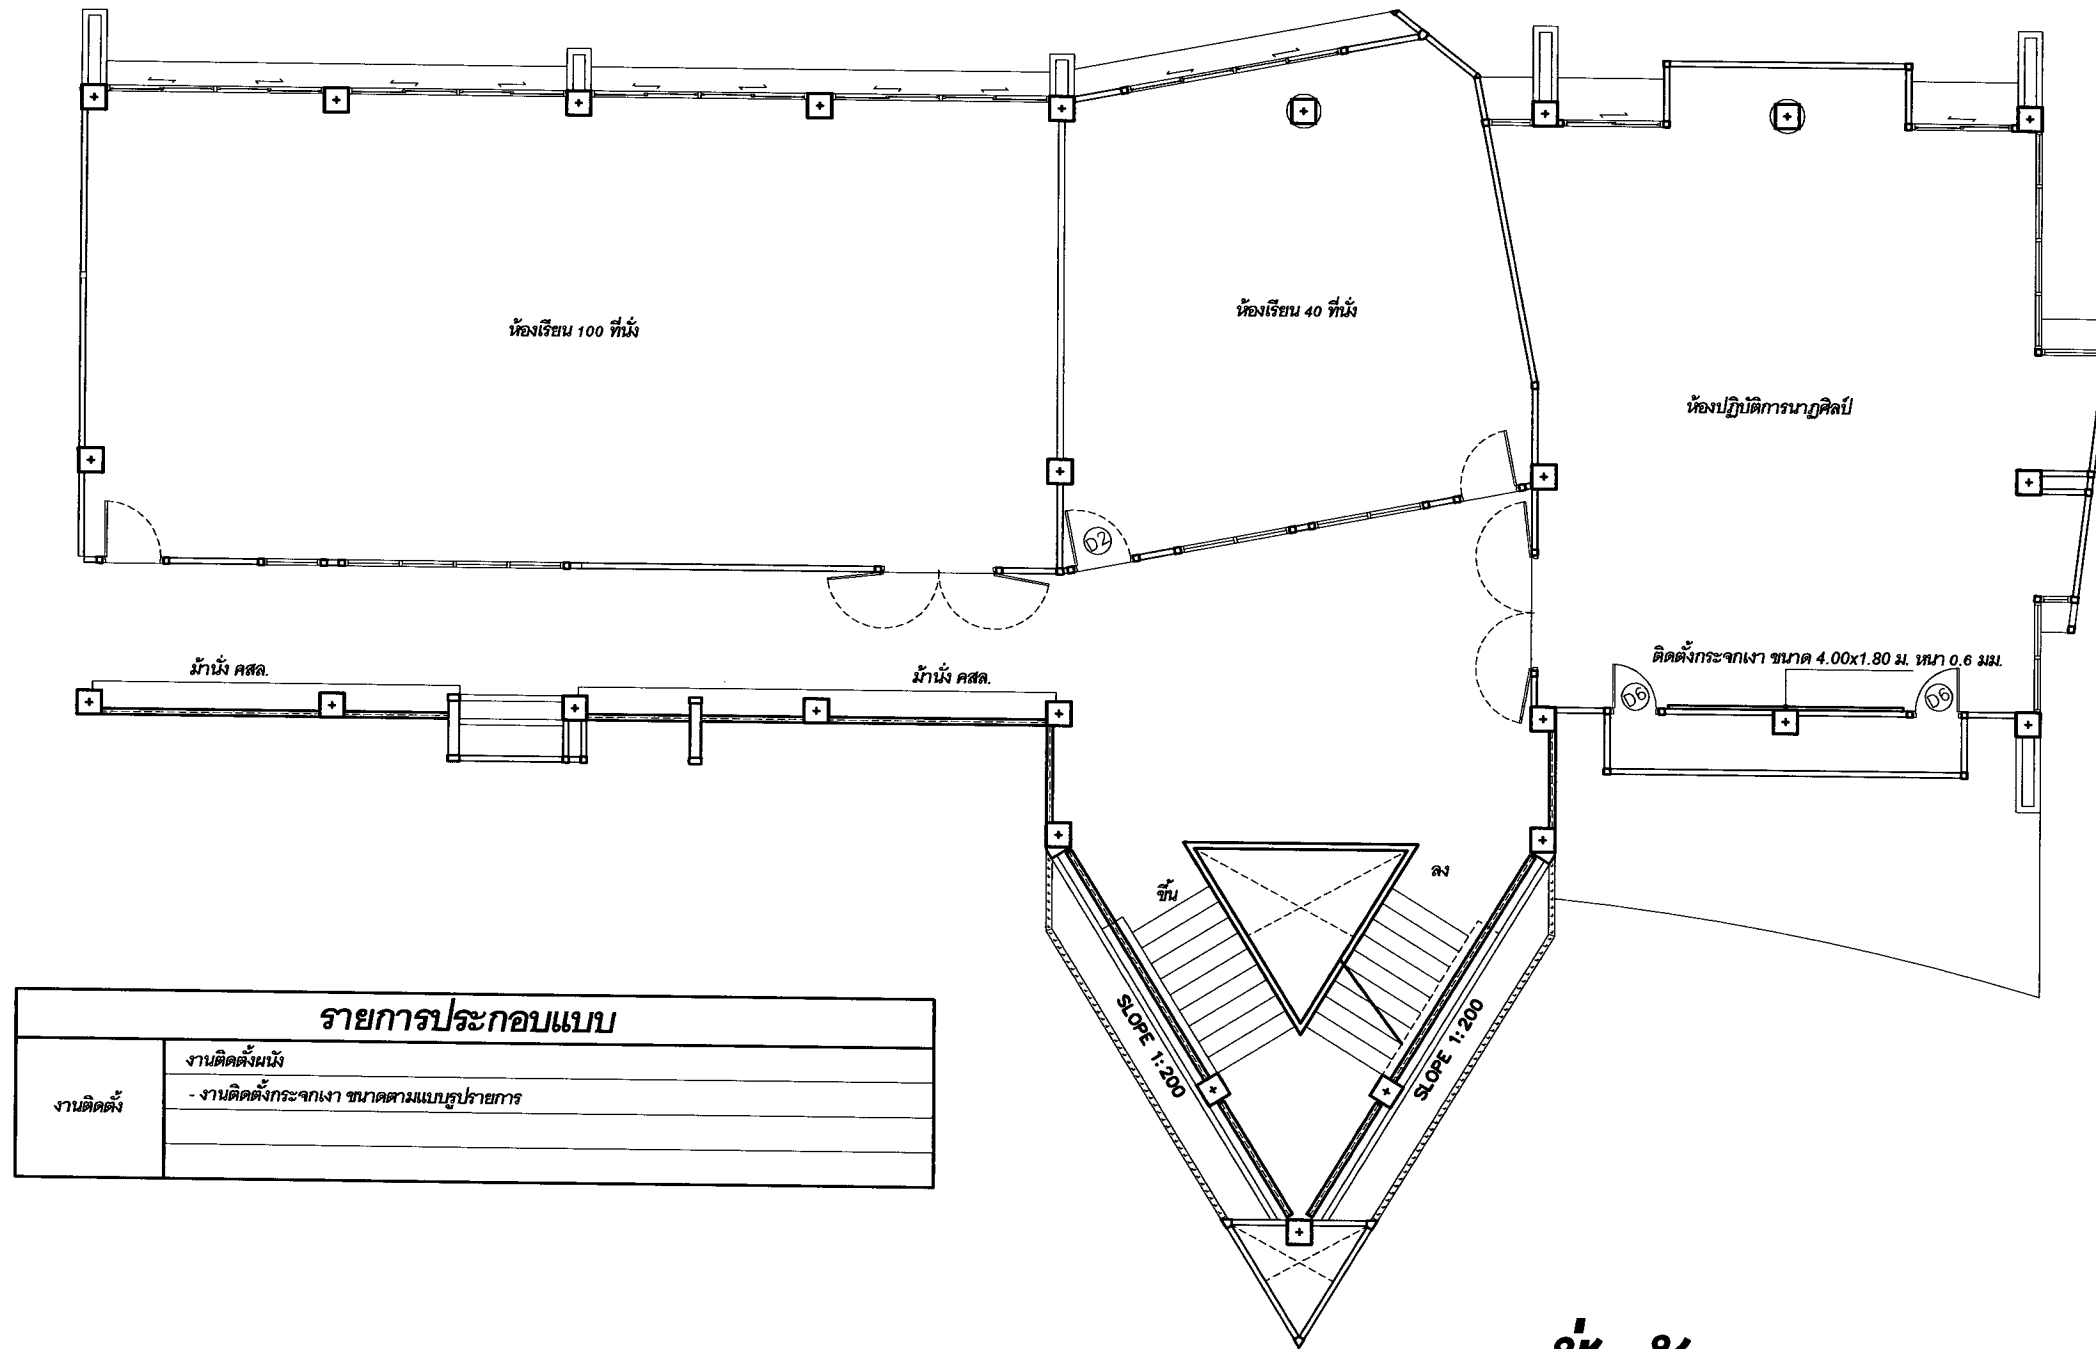 ห้องเรียน 100 ที่นั่ง
ห้องเรียน 40 ที่นั่ง
ห้องปฏิบัติการนาฏศิลป์
D2
ม้านั่ง คสล.
ม้านั่ง คสล.
ติดตั้งกระจกเงา ขนาด 4.00x1.80 ม. หนา 0.6 มม.
D6
D6
ขึ้น
ลง
SLOPE 1:200
SLOPE 1:200
รายการประกอบแบบ
งานติดตั้ง
งานติดตั้งผนัง
- งานติดตั้งกระจกเงา ขนาดตามแบบรูปรายการ